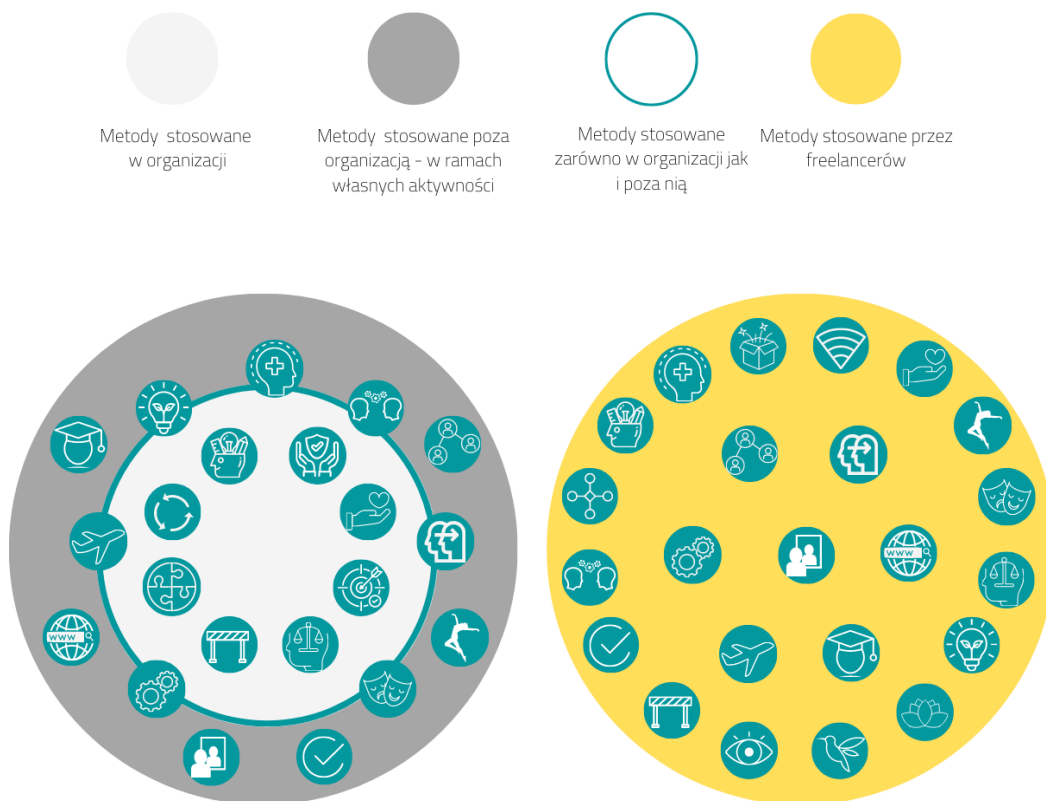 Metody stosowane
w organizacji
Metody stosowane poza
organizacją - w ramach
własnych aktywności
Metody stosowane
zarówno w organizacji jak
i poza nią
Metody stosowane przez
freelancerów
WWW
WWW